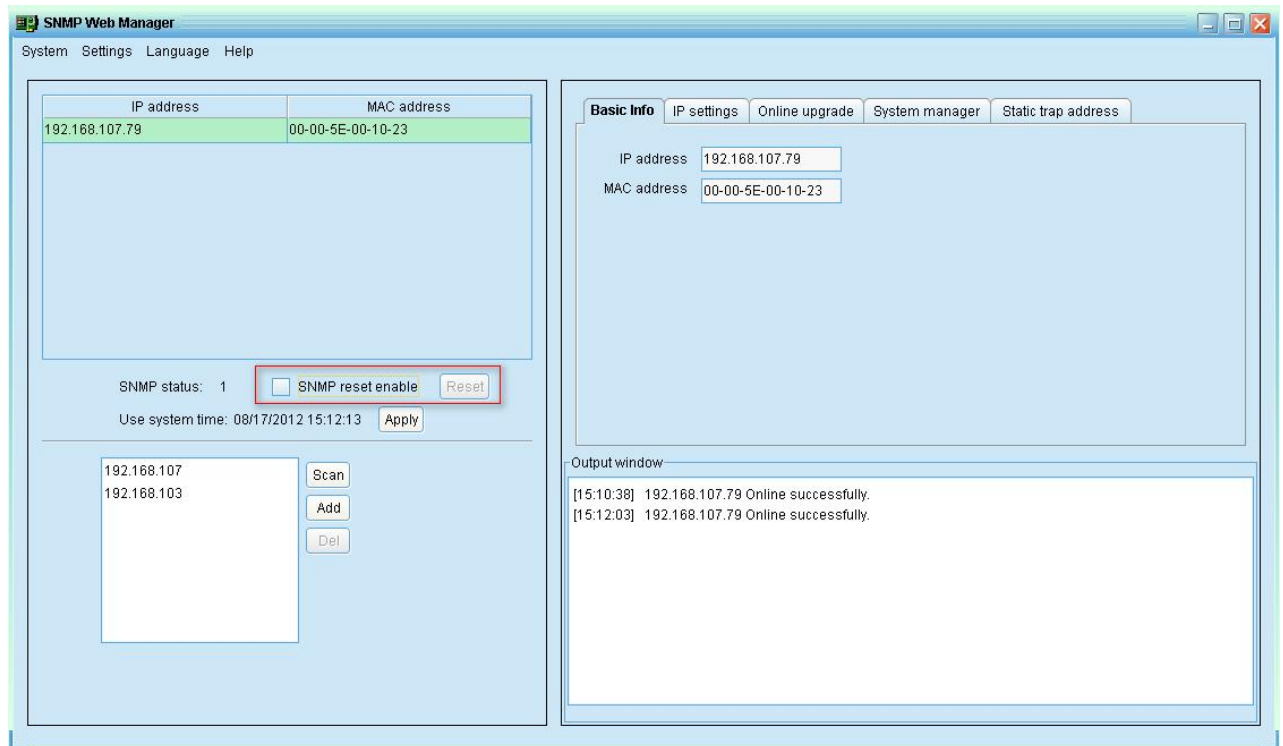 SNMP Web Manager
System Settings Language Help
IP address MAC address
192.168.107.79 00-00-5E-00-10-23
SNMP status: 1 SNMP reset enable Reset
Use system time: 08/17/2012 15:12:13 Apply
192.168.107
192.168.103
Scan
Add
Del
Basic Info IP settings Online upgrade System manager Static trap address
IP address 192.168.107.79
MAC address 00-00-5E-00-10-23
Output window
[15:10:38] 192.168.107.79 Online successfully.
[15:12:03] 192.168.107.79 Online successfully.